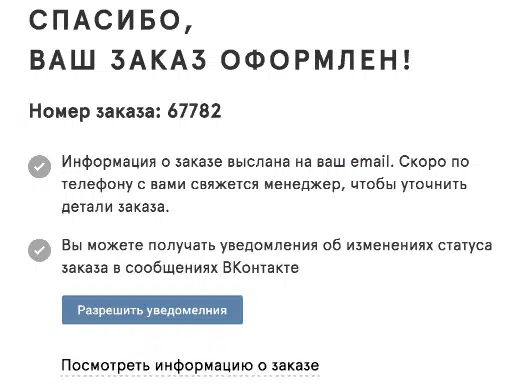 СПАСИБО,
ВАШ ЗАКАЗ ОФОРМЛЕН!
Номер заказа: 67782
Информация о заказе выслана на ваш email. Скоро по
телефону с вами свяжется менеджер, чтобы уточнить
детали заказа.
Вы можете получать уведомления об изменениях статуса
заказа в сообщениях ВКонтакте
Разрешить уведомелния
Посмотреть информацию о заказе